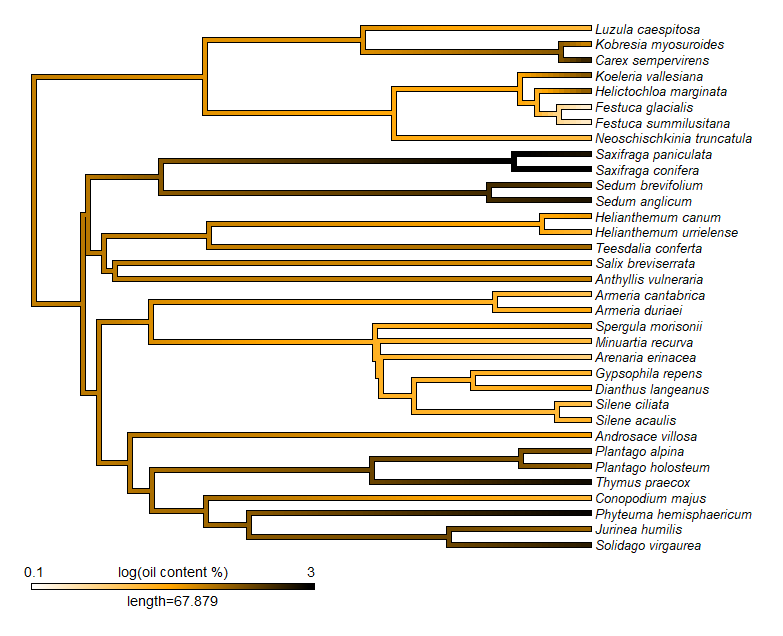 Luzula caespitosa
Kobresia myosuroides
Carex sempervirens
Koeleria vallesiana
Helictochloa marginata
Festuca glacialis
Festuca summilusitana
Neoschischkinia truncatula
Saxifraga paniculata
Saxifraga conifera
Sedum brevifolium
Sedum anglicum
Helianthemum canum
Helianthemum urrielense
Teesdalia conferta
Salix breviserrata
Anthyllis vulneraria
Armeria cantabrica
Armeria duriaei
Spergula morisonii
Minuartia recurva
Arenaria erinacea
Gypsophila repens
Dianthus langeanus
Silene ciliata
Silene acaulis
Androsace villosa
Plantago alpina
Plantago holosteum
Thymus praecox
Conopodium majus
Phyteuma hemisphaericum
Jurinea humilis
Solidago virgaurea
0.1 log(oil content %) 3
length=67.879